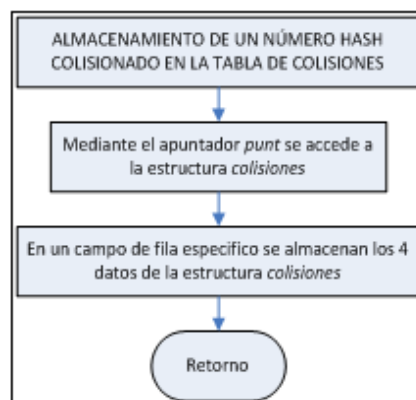 ALMACENAMIENTO DE UN NÚMERO HASH
COLISIONADO EN LA TABLA DE COLISIONES
Mediante el apuntador punt se accede a
la estructura colisiones
En un campo de fila especifico se almacenan los 4
datos de la estructura colisiones
Retorno